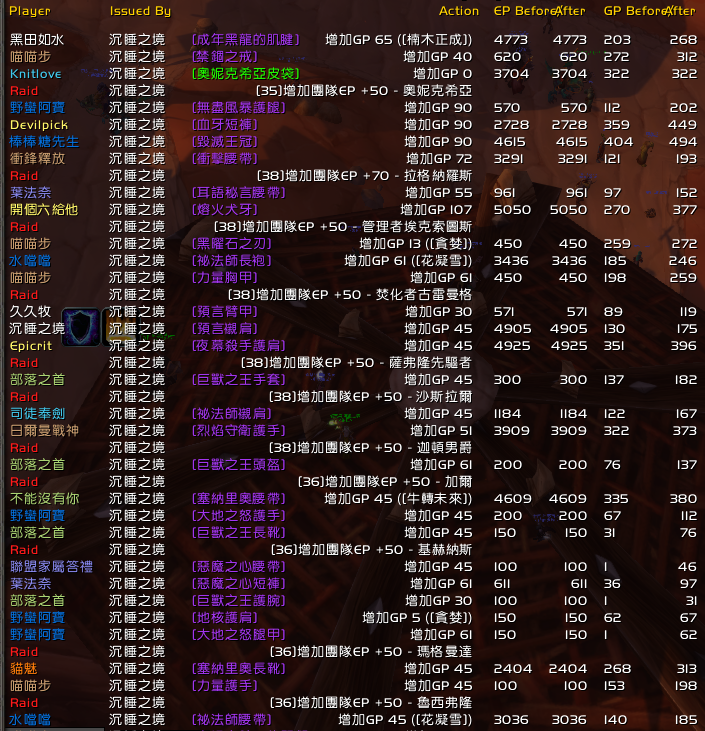 Player Issued By Action EP Before After GP Before After
黑田如水 沉睡之境 [成年黑龍的肌腱] 增加GP 65 ([楠木正成]) 4773 4773 203 268
喵喵步 沉睡之境 [禁錮之戒] 增加GP 40 620 620 272 312
Knitlove 沉睡之境 [奧妮克希亞皮袋] 增加GP 0 3704 3704 322 322
Raid 沉睡之境 [35]增加團隊EP +50 - 奧妮克希亞
野蠻阿寶 沉睡之境 [無盡風暴護腿] 增加GP 90 570 570 112 202
Devilpick 沉睡之境 [血牙短褲] 增加GP 90 2728 2728 359 449
棒棒糖先生 沉睡之境 [毀滅王冠] 增加GP 90 4615 4615 404 494
衝鋒釋放 沉睡之境 [衝擊腰帶] 增加GP 72 3291 3291 121 193
Raid 沉睡之境 [38]增加團隊EP +70 - 拉格納羅斯
葉法奈 沉睡之境 [耳語秘言腰帶] 增加GP 55 961 961 97 152
開個六給他 沉睡之境 [熔火犬牙] 增加GP 107 5050 5050 270 377
Raid 沉睡之境 [38]增加團隊EP +50 - 管理者埃克索圖斯
喵喵步 沉睡之境 [黑曜石之刃] 增加GP 13 ([貪婪]) 450 450 259 272
水噹噹 沉睡之境 [祕法師長袍] 增加GP 61 ([花凝雪]) 3436 3436 185 246
喵喵步 沉睡之境 [力量胸甲] 增加GP 61 450 450 198 259
Raid 沉睡之境 [38]增加團隊EP +50 - 焚化者古雷曼格
久久牧 沉睡之境 [預言臂甲] 增加GP 30 571 571 89 119
沉睡之境 沉睡之境 [預言襯肩] 增加GP 45 4905 4905 130 175
Epicrit 沉睡之境 [夜幕殺手護肩] 增加GP 45 4925 4925 351 396
Raid 沉睡之境 [38]增加團隊EP +50 - 薩弗隆先驅者
部落之首 沉睡之境 [巨獸之王手套] 增加GP 45 300 300 137 182
Raid 沉睡之境 [38]增加團隊EP +50 - 沙斯拉爾
司徒奉劍 沉睡之境 [祕法師襯肩] 增加GP 45 1184 1184 122 167
日爾曼戰神 沉睡之境 [烈焰守衛護手] 增加GP 51 3909 3909 322 373
Raid 沉睡之境 [38]增加團隊EP +50 - 迦頓男爵
部落之首 沉睡之境 [巨獸之王頭盔] 增加GP 61 200 200 76 137
Raid 沉睡之境 [36]增加團隊EP +50 - 加爾
不能沒有你 沉睡之境 [塞納里奧腰帶] 增加GP 45 ([牛轉未來]) 4609 4609 335 380
野蠻阿寶 沉睡之境 [大地之怒護手] 增加GP 45 200 200 67 112
部落之首 沉睡之境 [巨獸之王長靴] 增加GP 45 150 150 31 76
Raid 沉睡之境 [36]增加團隊EP +50 - 基赫納斯
聯盟家屬答禮 沉睡之境 [惡魔之心腰帶] 增加GP 45 100 100 1 46
葉法奈 沉睡之境 [惡魔之心短褲] 增加GP 61 611 611 36 97
部落之首 沉睡之境 [巨獸之王護腕] 增加GP 30 100 100 1 31
野蠻阿寶 沉睡之境 [地核護肩] 增加GP 5 ([貪婪]) 150 150 62 67
野蠻阿寶 沉睡之境 [大地之怒腿甲] 增加GP 61 150 150 1 62
Raid 沉睡之境 [36]增加團隊EP +50 - 瑪格曼達
貓魅 沉睡之境 [塞納里奧長靴] 增加GP 45 2404 2404 268 313
喵喵步 沉睡之境 [力量護手] 增加GP 45 100 100 153 198
Raid 沉睡之境 [36]增加團隊EP +50 - 魯西弗隆
水噹噹 沉睡之境 [祕法師腰帶] 增加GP 45 ([花凝雪]) 3036 3036 140 185